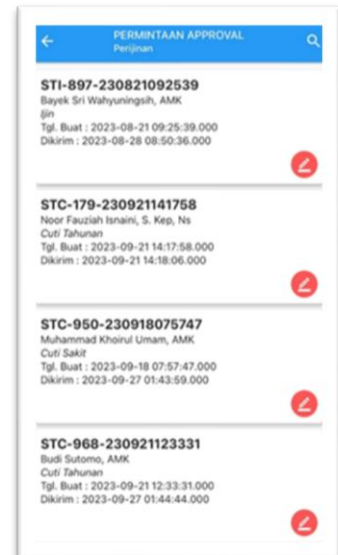 PERMINTAAN APPROVAL
Perijinan
STI-897-230821092539
Bayek Sri Wahyuningsih, AMK
Ijin
Tgl. Buat : 2023-08-21 09:25:39.000
Dikirim : 2023-08-28 08:50:36.000
STC-179-230921141758
Noor Fauziah Isnaini, S. Kep, Ns
Cuti Tahunan
Tgl. Buat : 2023-09-21 14:17:58.000
Dikirim : 2023-09-21 14:18:06.000
STC-950-230918075747
Muhammad Khoirul Umam, AMK
Cuti Sakit
Tgl. Buat : 2023-09-18 07:57:47.000
Dikirim : 2023-09-27 01:43:59.000
STC-968-230921123331
Budi Sutomo, AMK
Cuti Tahunan
Tgl. Buat : 2023-09-21 12:33:31.000
Dikirim : 2023-09-27 01:44:44.000